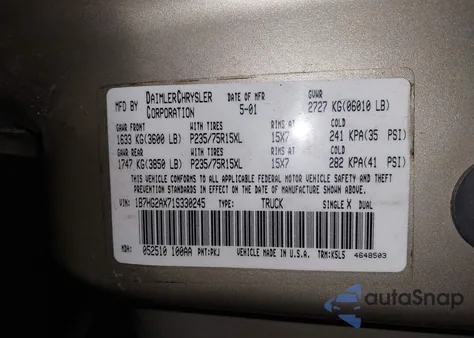 MFD BY DAIMLERCHRYSLER CORPORATION DATE OF MFR 5-01 GVWR 2727 KG(06010 LB)
GAWR FRONT WITH TIRES RIMS AT COLD
1633 KG(3600 LB) P235/75R15XL 15X7 241 KPA(35 PSI)
GAWR REAR WITH TIRES RIMS AT COLD
1747 KG(3850 LB) P235/75R15XL 15X7 282 KPA(41 PSI)
THIS VEHICLE CONFORMS TO ALL APPLICABLE FEDERAL MOTOR VEHICLE SAFETY, BUMPER, AND
THEFT PREVENTION STANDARDS IN EFFECT ON THE DATE OF MANUFACTURE SHOWN ABOVE.
VIN: 1B7HG2AX71S330245 TYPE: TRUCK SINGLE X DUAL
MDH: 052510 100AA PNT:PKJ VEHICLE MADE IN U.S.A. TRM:K5LS 4648503
autoSnap